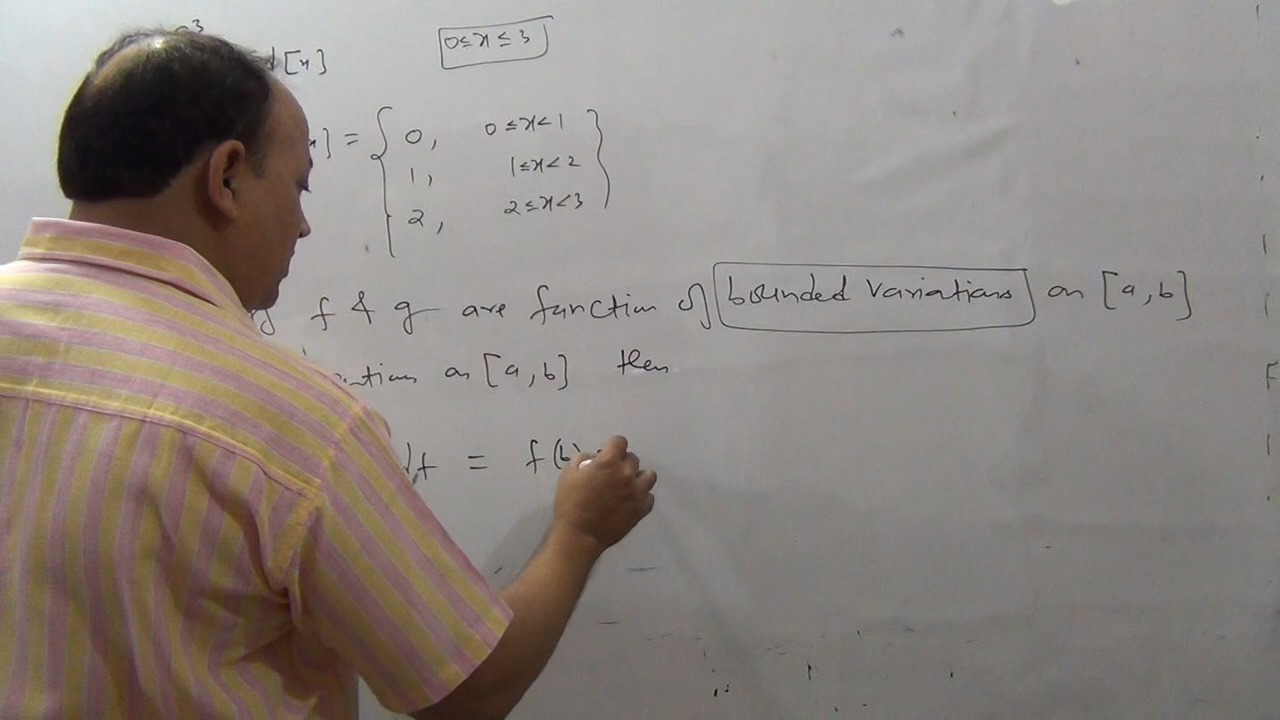 3
[x]
0≤x≤3
] = { 0, 0≤x<1
1, 1≤x<2
2, 2≤x<3 }
f & g are function of bounded variations on [a,b]
on [a,b] then
df = f(b)